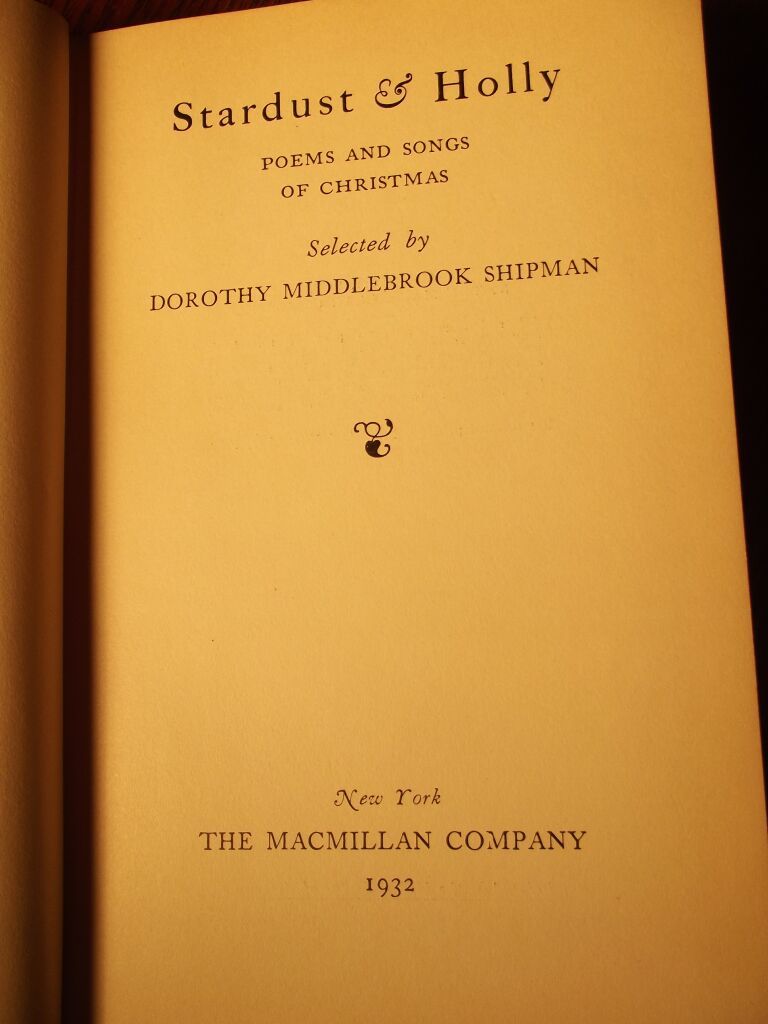 Stardust & Holly
POEMS AND SONGS
OF CHRISTMAS
Selected by
DOROTHY MIDDLEBROOK SHIPMAN
New York
THE MACMILLAN COMPANY
1932